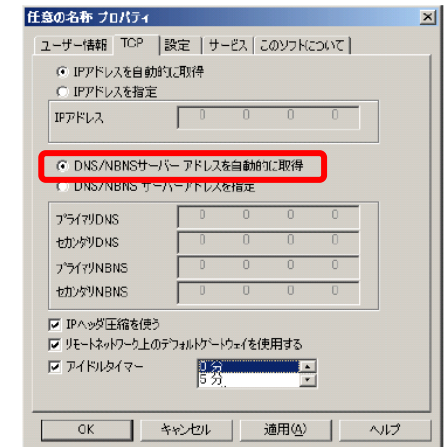 任意の名称 プロパティ
ユーザー情報 TCP 設定 サービス このソフトについて
IPアドレスを自動的に取得
IPアドレスを指定
IPアドレス 0 0 0 0
DNS/NBNSサーバー アドレスを自動的に取得
DNS/NBNS サーバーアドレスを指定
プライマリDNS 0 0 0 0
セカンダリDNS 0 0 0 0
プライマリNBNS 0 0 0 0
セカンダリNBNS 0 0 0 0
IPヘッダ圧縮を使う
リモートネットワーク上のデフォルトゲートウェイを使用する
アイドルタイマー 0 分
5 分
OK キャンセル 適用(A) ヘルプ